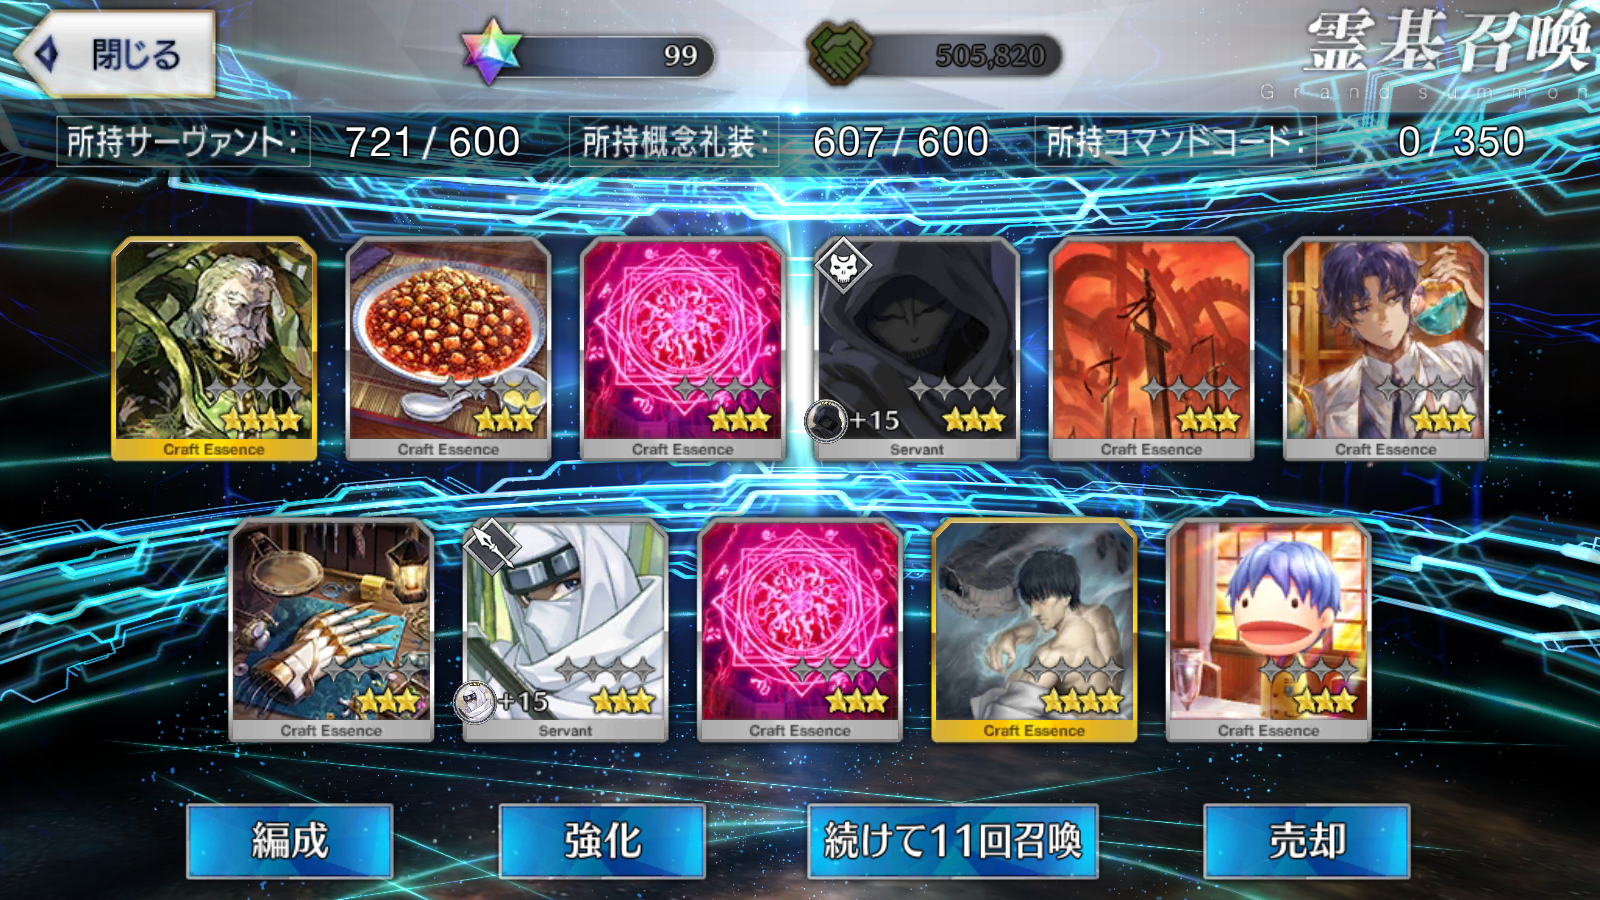 閉じる
99
505,820
霊基召喚
Grand summon
所持サーヴァント: 721 / 600
所持概念礼装: 607 / 600
所持コマンドコード: 0 / 350
+15
Craft Essence
Craft Essence
Craft Essence
Servant
Craft Essence
Craft Essence
+15
Craft Essence
Servant
Craft Essence
Craft Essence
Craft Essence
編成
強化
続けて11回召喚
売却